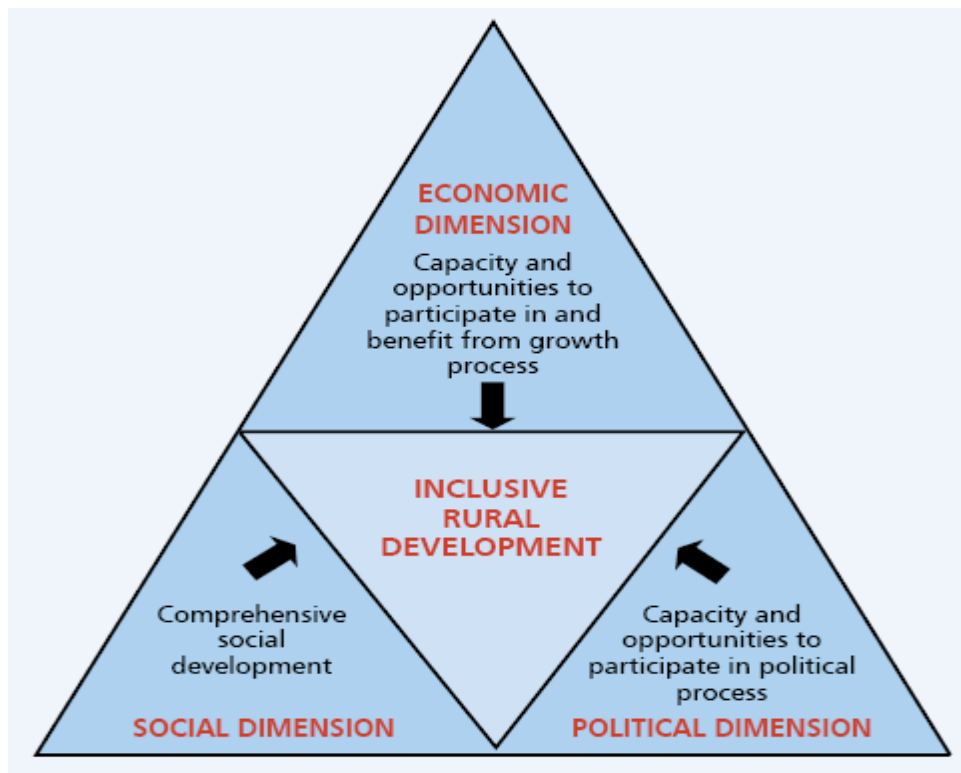 ECONOMIC
DIMENSION
Capacity and
opportunities to
participate in and
benefit from growth
process
INCLUSIVE
RURAL
DEVELOPMENT
Comprehensive
social
development
SOCIAL DIMENSION
Capacity and
opportunities to
participate in political
process
POLITICAL DIMENSION